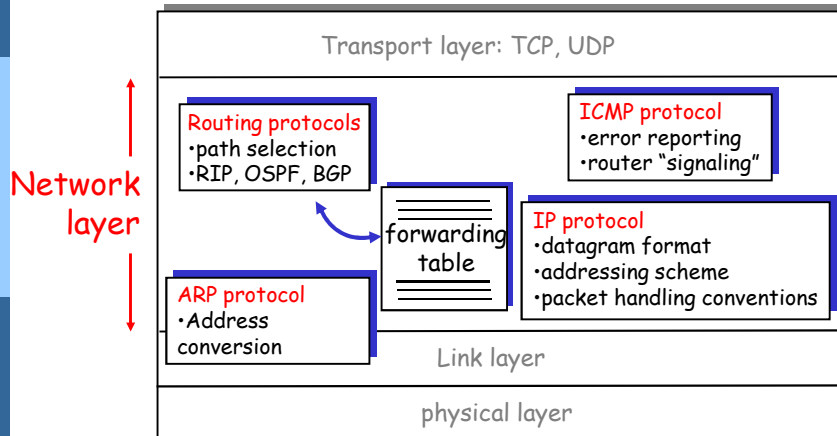 Transport layer: TCP, UDP
Network
layer
Routing protocols
•path selection
•RIP, OSPF, BGP
ICMP protocol
•error reporting
•router “signaling”
forwarding
table
IP protocol
•datagram format
•addressing scheme
•packet handling conventions
ARP protocol
•Address
conversion
Link layer
physical layer